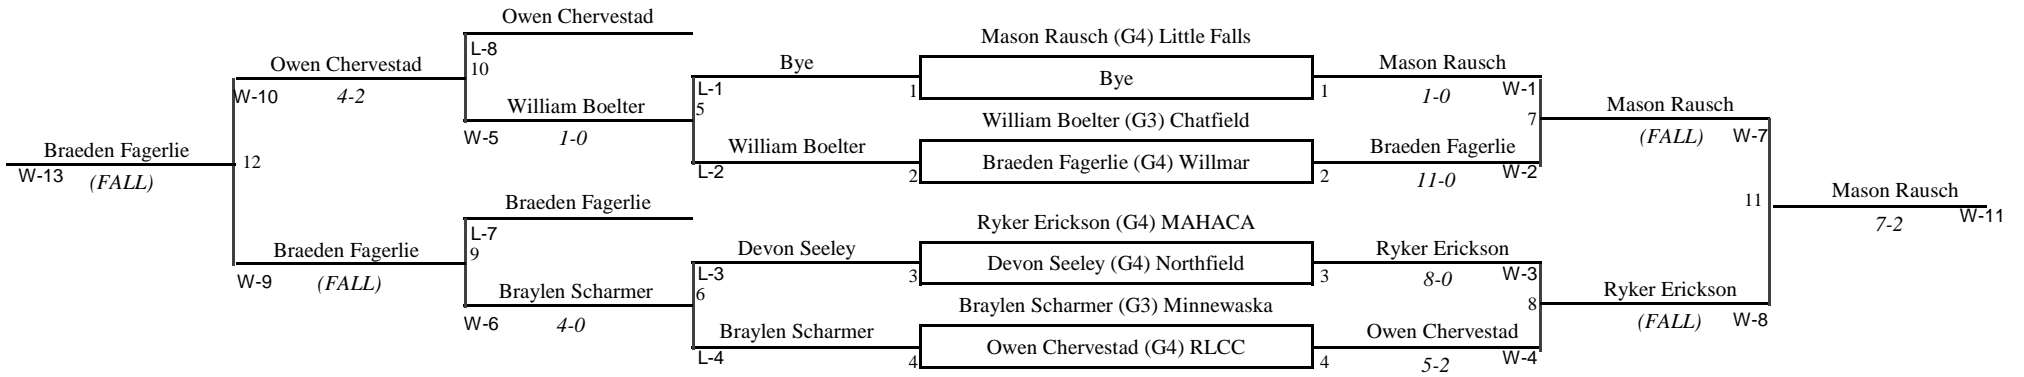 Owen Chervestad
L-8
10
Owen Chervestad
W-10
4-2
William Boelter
W-5
1-0
Braeden Fagerlie
W-13
(FALL)
12
Braeden Fagerlie
L-7
9
Braeden Fagerlie
W-9
(FALL)
Braylen Scharmer
W-6
4-0
Bye
L-1
5
William Boelter
L-2
Devon Seeley
L-3
6
Braylen Scharmer
L-4
Mason Rausch (G4) Little Falls
1
Bye
1
William Boelter (G3) Chatfield
2
Braeden Fagerlie (G4) Willmar
2
Ryker Erickson (G4) MAHACA
3
Devon Seeley (G4) Northfield
3
Braylen Scharmer (G3) Minnewaska
4
Owen Chervestad (G4) RLCC
4
Mason Rausch
1-0
W-1
7
Braeden Fagerlie
11-0
W-2
Ryker Erickson
8-0
W-3
8
Owen Chervestad
5-2
W-4
Mason Rausch
(FALL)
W-7
11
Ryker Erickson
(FALL)
W-8
Mason Rausch
7-2
W-11